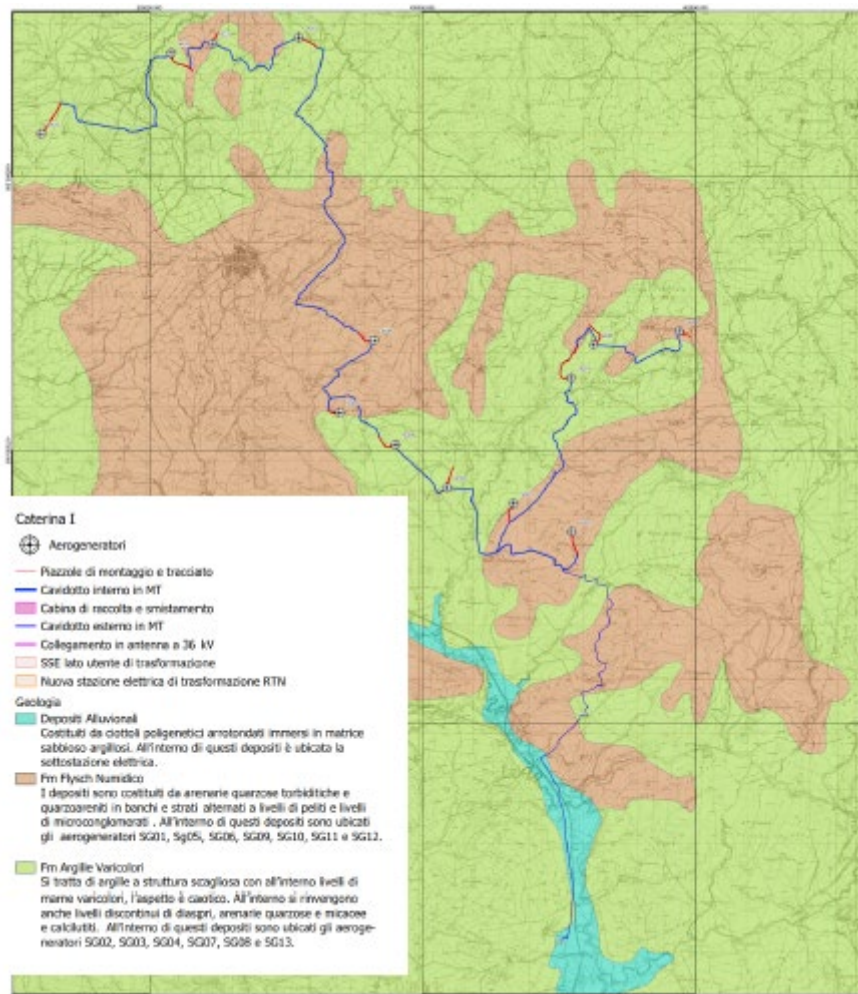 Caterina I
Aerogeneratori
Piazzole di montaggio e tracciato
Cavidotto interno in MT
Cabina di raccolta e smistamento
Cavidotto esterno in MT
Collegamento in antenna a 36 kV
SSE lato utente di trasformazione
Nuova stazione elettrica di trasformazione RTN
Geologia
Depositi Alluvionali
Costituiti da ciottoli poligenetici arrotondati immersi in matrice
sabbioso argillosi. All'interno di questi depositi è ubicata la
sottostazione elettrica.
Fm Flysch Numidico
I depositi sono costituiti da arenarie quarzose torbiditiche e
quarzoareniti in banchi e strati alternati a livelli di peliti e livelli
di microconglomerati . All'interno di questi depositi sono ubicati
gli aerogeneratori SG01, Sg05, SG06, SG09, SG10, SG11 e SG12.
Fm Argille Varicolori
Si tratta di argille a struttura scagliosa con all'interno livelli di
marne varicolori, l'aspetto è caotico. All'interno si rinvengono
anche livelli discontinui di diaspri, arenarie quarzose e micacee
e calcilutiti. All'interno di questi depositi sono ubicati gli aeroge-
neratori SG02, SG03, SG04, SG07, SG08 e SG13.